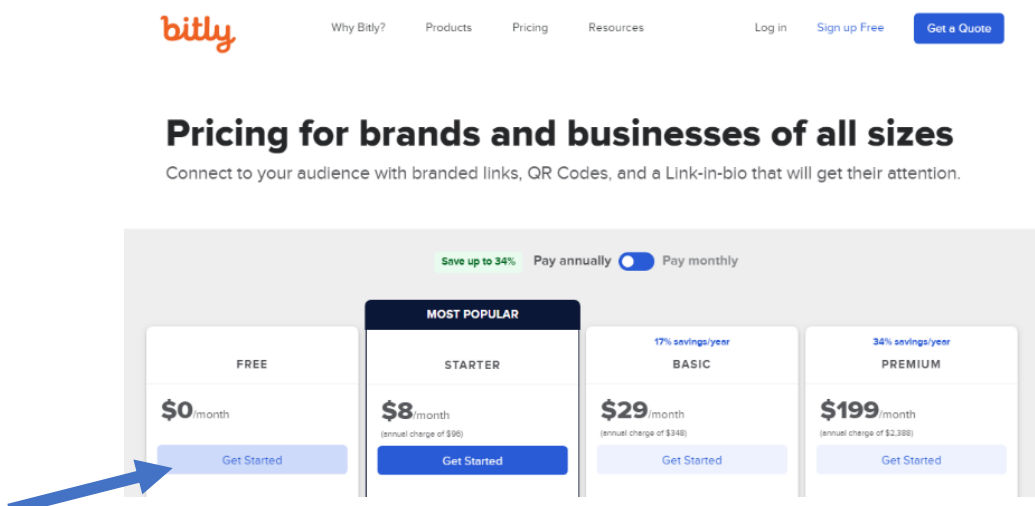 bitly
Why Bitly? Products Pricing Resources Log in Sign up Free Get a Quote
Pricing for brands and businesses of all sizes
Connect to your audience with branded links, QR Codes, and a Link-in-bio that will get their attention.
Save up to 34% Pay annually Pay monthly
MOST POPULAR
FREE
$0/month
Get Started
STARTER
$8/month
(annual charge of $96)
Get Started
17% savings/year
BASIC
$29/month
(annual charge of $348)
Get Started
34% savings/year
PREMIUM
$199/month
(annual charge of $2,388)
Get Started